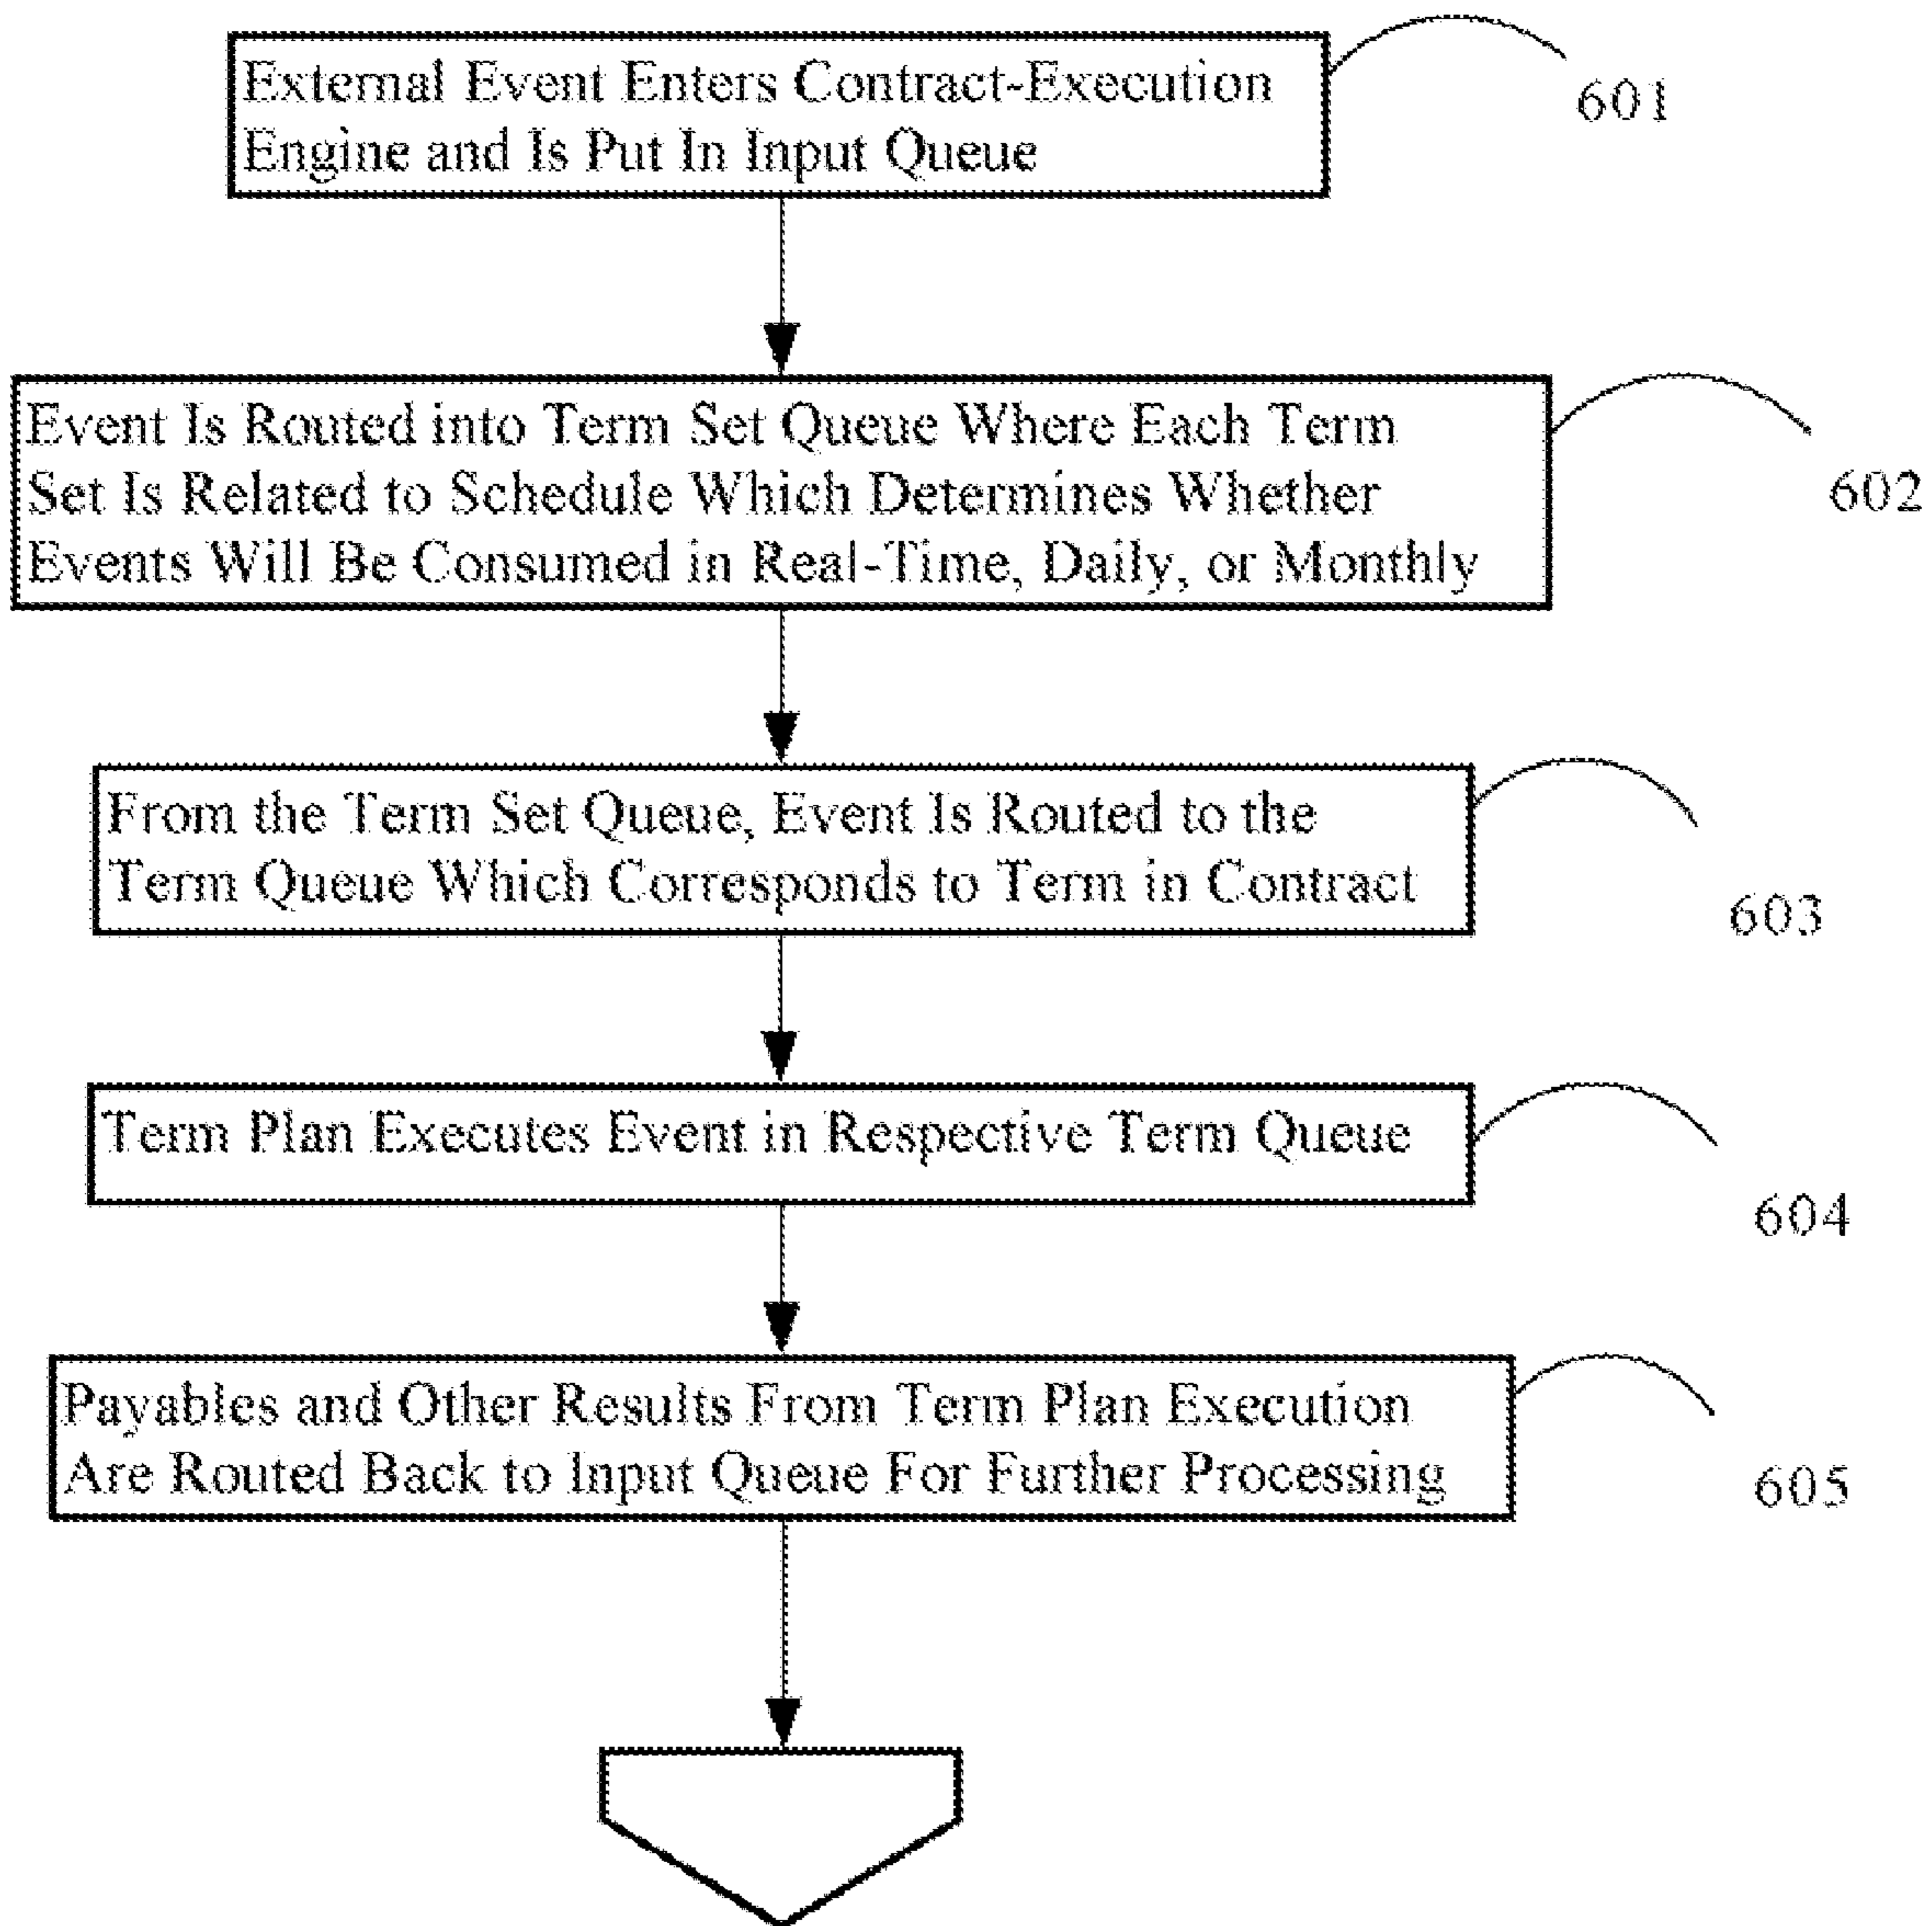 External Event Enters Contract-Execution
Engine and Is Put In Input Queue
601
Event Is Routed into Term Set Queue Where Each Term
Set Is Related to Schedule Which Determines Whether
Events Will Be Consumed in Real-Time, Daily, or Monthly
602
From the Term Set Queue, Event Is Routed to the
Term Queue Which Corresponds to Term in Contract
603
Term Plan Executes Event in Respective Term Queue
604
Payables and Other Results From Term Plan Execution
Are Routed Back to Input Queue For Further Processing
605